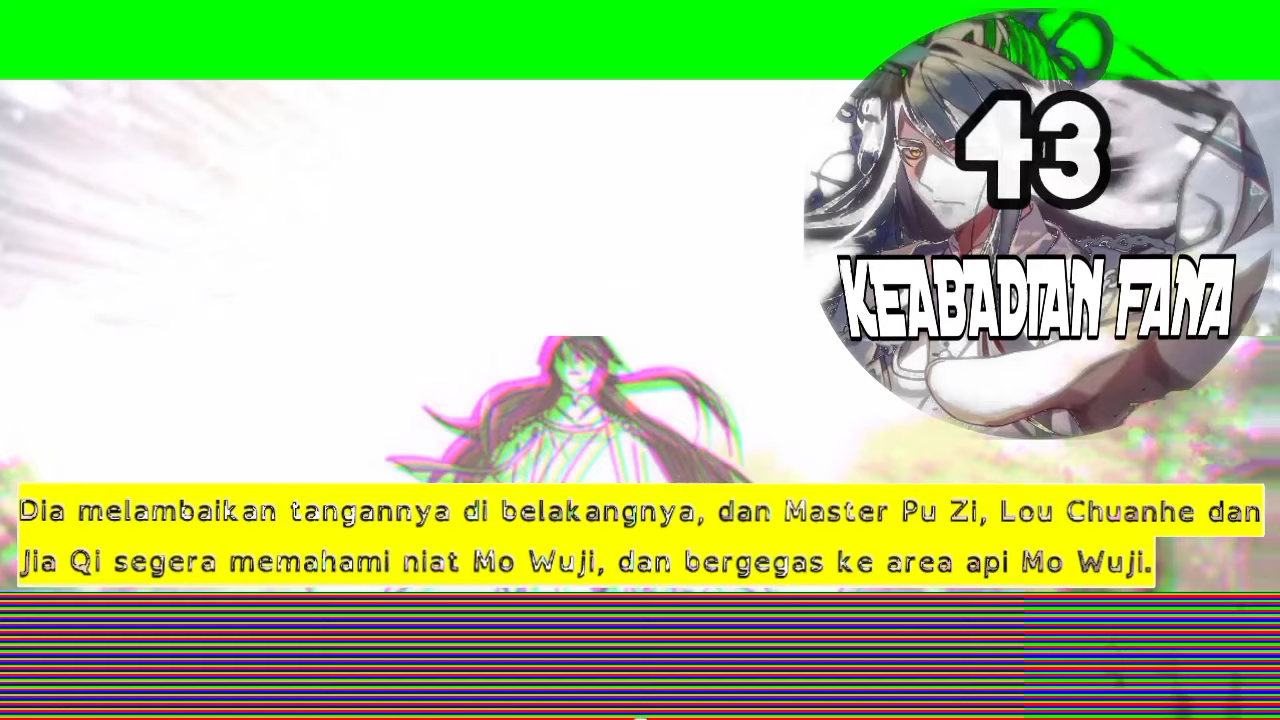 43
KEABADIAN FANA
Dia melambaikan tangannya di belakangnya, dan Master Pu Zi, Lou Chuanhe dan
Jia Qi segera memahami niat Mo Wuji, dan bergegas ke area api Mo Wuji.